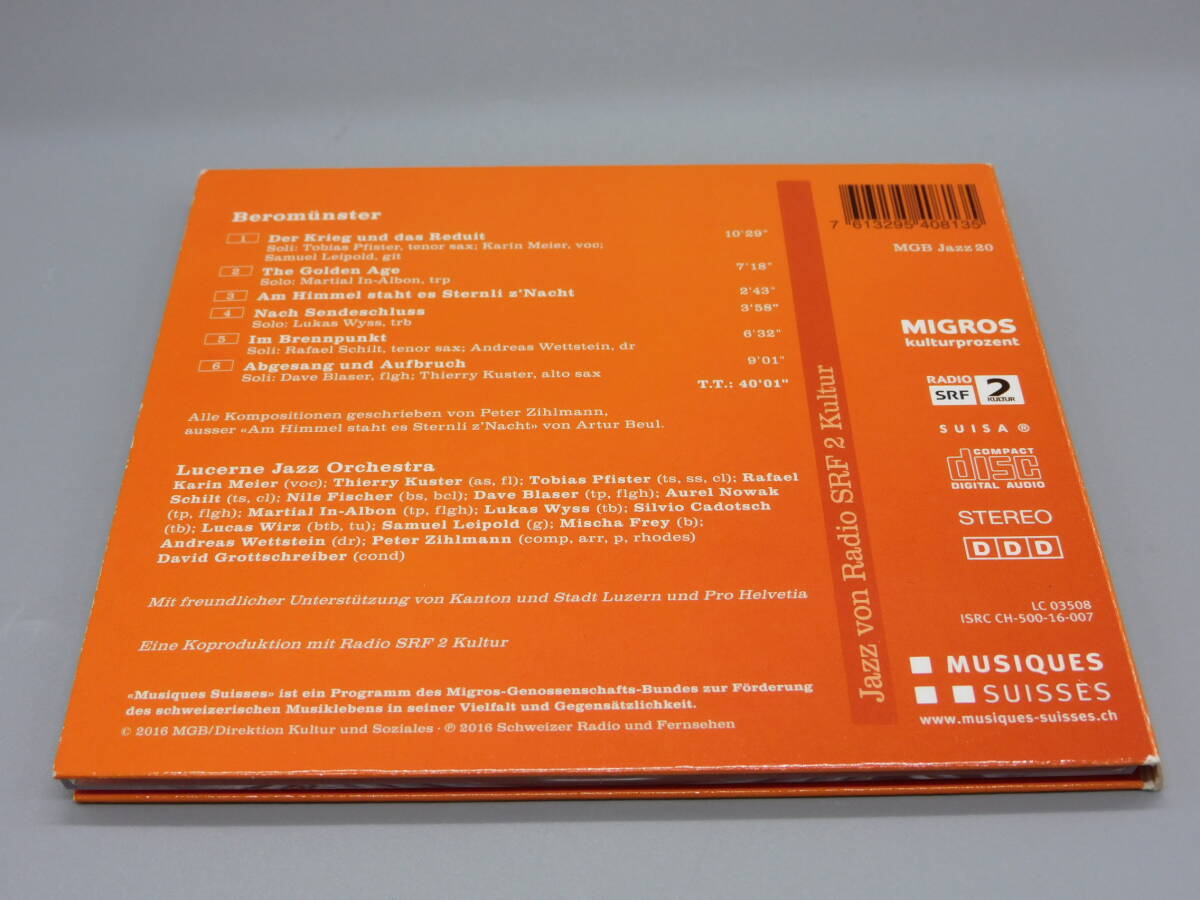 Beromünster
1 Der Krieg und das Reduit 10'29"
Soli: Tobias Pfister, tenor sax; Karin Meier, voc;
Samuel Leipold, git
2 The Golden Age 7'18"
Solo: Martial In-Albon, trp
3 Am Himmel staht es Sternli z'Nacht 2'43"
4 Nach Sendeschluss 3'58"
Solo: Lukas Wyss, trb
5 Im Brennpunkt 6'32"
Soli: Rafael Schilt, tenor sax; Andreas Wettstein, dr
6 Abgesang und Aufbruch 9'01"
Soli: Dave Blaser, flgh; Thierry Kuster, alto sax
T.T.: 40'01"
Alle Kompositionen geschrieben von Peter Zihlmann,
ausser «Am Himmel staht es Sternli z'Nacht» von Artur Beul.
Lucerne Jazz Orchestra
Karin Meier (voc); Thierry Kuster (as, fl); Tobias Pfister (ts, ss, cl); Rafael
Schilt (ts, cl); Nils Fischer (bs, bcl); Dave Blaser (tp, flgh); Aurel Nowak
(tp, flgh); Martial In-Albon (tp, flgh); Lukas Wyss (tb); Silvio Cadotsch
(tb); Lucas Wirz (btb, tu); Samuel Leipold (g); Mischa Frey (b);
Andreas Wettstein (dr); Peter Zihlmann (comp, arr, p, rhodes)
David Grottschreiber (cond)
Mit freundlicher Unterstützung von Kanton und Stadt Luzern und Pro Helvetia
Eine Koproduktion mit Radio SRF 2 Kultur
«Musiques Suisses» ist ein Programm des Migros-Genossenschafts-Bundes zur Förderung
des schweizerischen Musiklebens in seiner Vielfalt und Gegensätzlichkeit.
© 2016 MGB/Direktion Kultur und Soziales · ℗ 2016 Schweizer Radio und Fernsehen
Jazz von Radio SRF 2 Kultur
7 613295 408135
MGB Jazz 20
MIGROS
kulturprozent
RADIO
SRF 2
KULTUR
SUISA ®
COMPACT
disc
DIGITAL AUDIO
STEREO
DDD
LC 03508
ISRC CH-500-16-007
MUSIQUES
SUISSES
www.musiques-suisses.ch